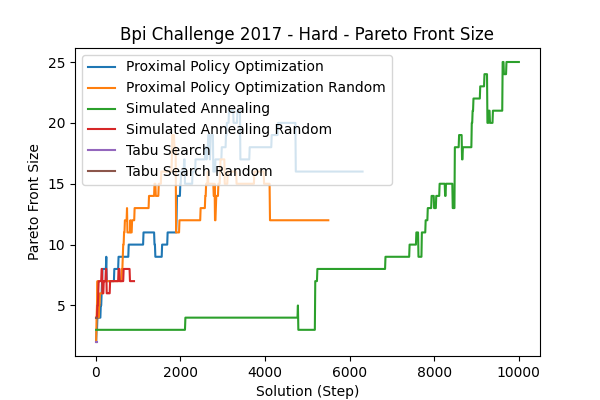 Bpi Challenge 2017 - Hard - Pareto Front Size
Proximal Policy Optimization
Proximal Policy Optimization Random
Simulated Annealing
Simulated Annealing Random
Tabu Search
Tabu Search Random
Pareto Front Size
25
20
15
10
5
0 2000 4000 6000 8000 10000
Solution (Step)